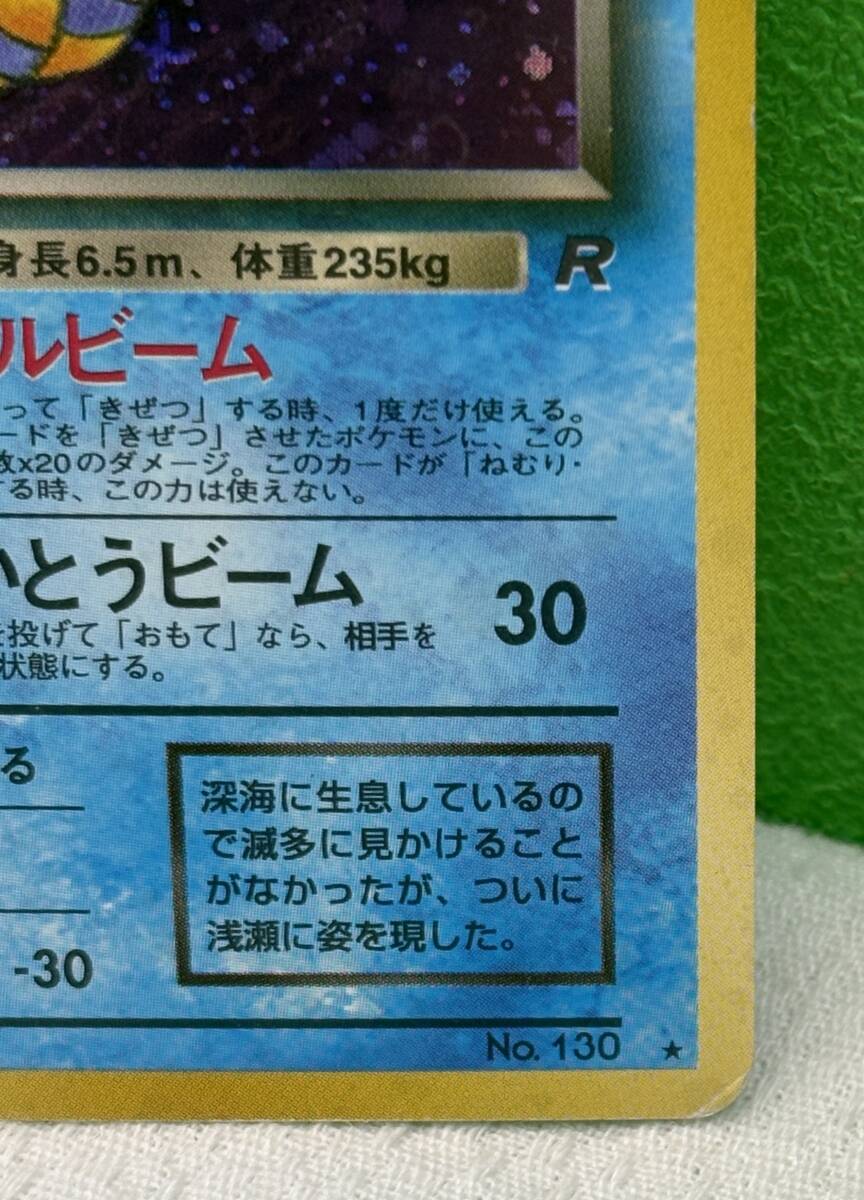 身長6.5m、体重235kg
R
ルビーム
って「きぜつ」する時、1度だけ使える。
ードを「きぜつ」させたポケモンに、この
数x20のダメージ。このカードが「ねむり・
する時、この力は使えない。
かとうビーム
30
を投げて「おもて」なら、相手を
状態にする。
る
深海に生息しているの
で滅多に見かけること
がなかったが、ついに
浅瀬に姿を現した。
-30
No. 130 ★